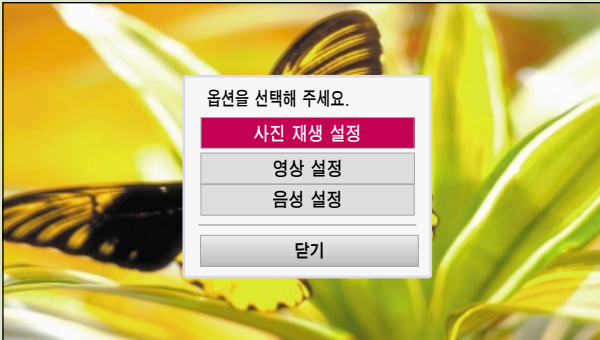 옵션을 선택해 주세요.
사진 재생 설정
영상 설정
음성 설정
닫기